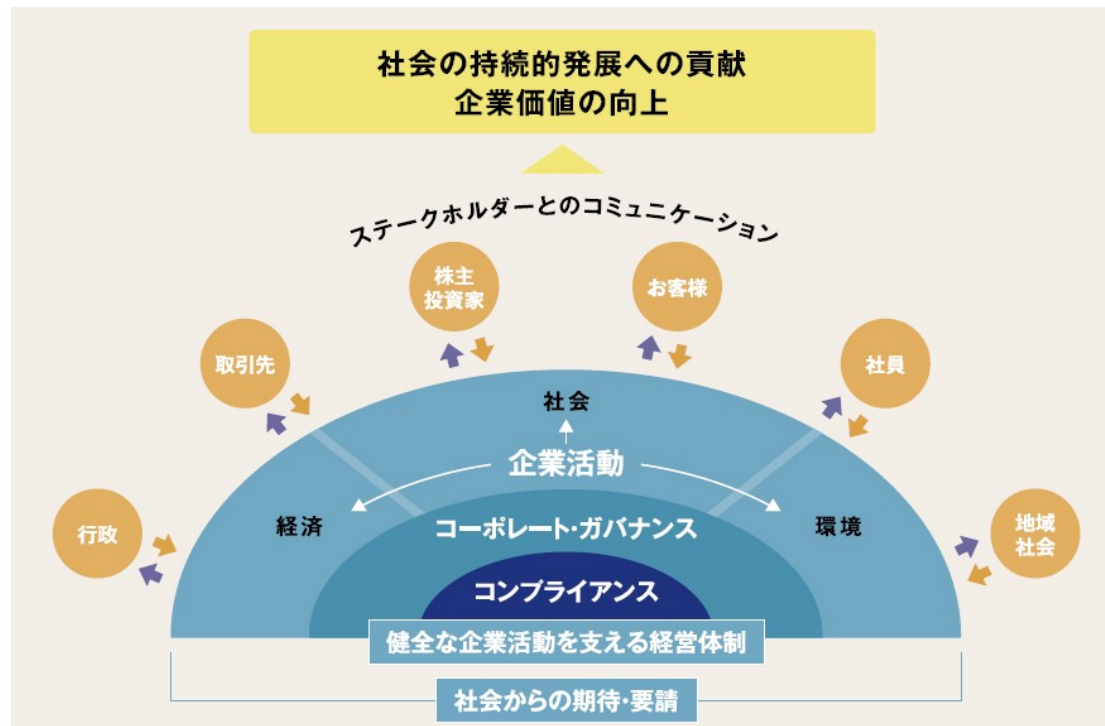 社会の持続的発展への貢献
企業価値の向上
ステークホルダーとのコミュニケーション
株主
投資家
お客様
取引先
社員
行政
地域
社会
社会
企業活動
経済
環境
コーポレート・ガバナンス
コンプライアンス
健全な企業活動を支える経営体制
社会からの期待・要請